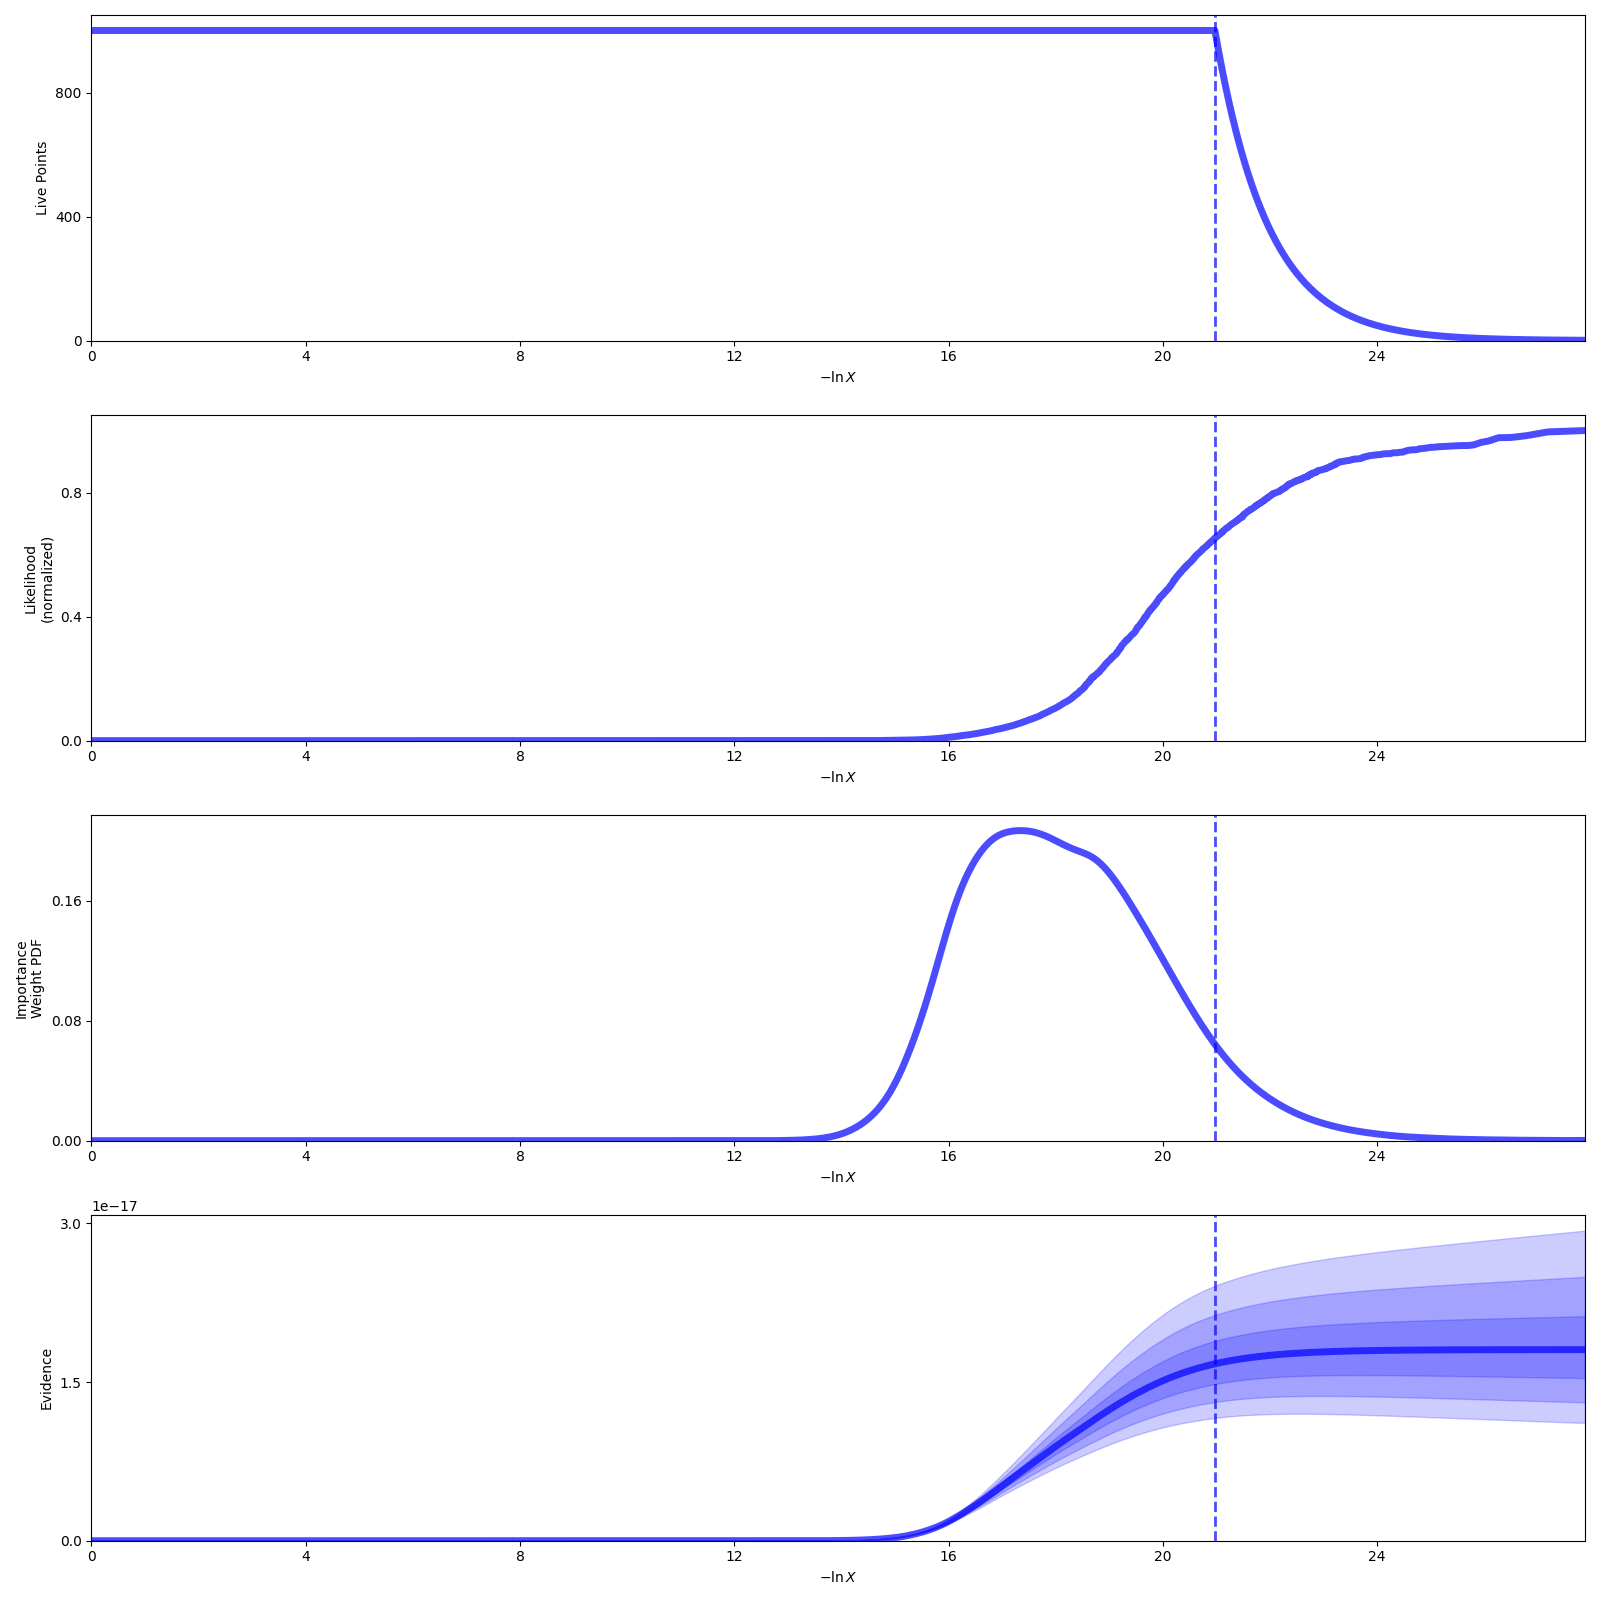 800
400
0
Live Points
0 4 8 12 16 20 24
−ln X
0.8
0.4
0.0
Likelihood
(normalized)
0 4 8 12 16 20 24
−ln X
0.16
0.08
0.00
Importance
Weight PDF
0 4 8 12 16 20 24
−ln X
1e−17
3.0
1.5
0.0
Evidence
0 4 8 12 16 20 24
−ln X